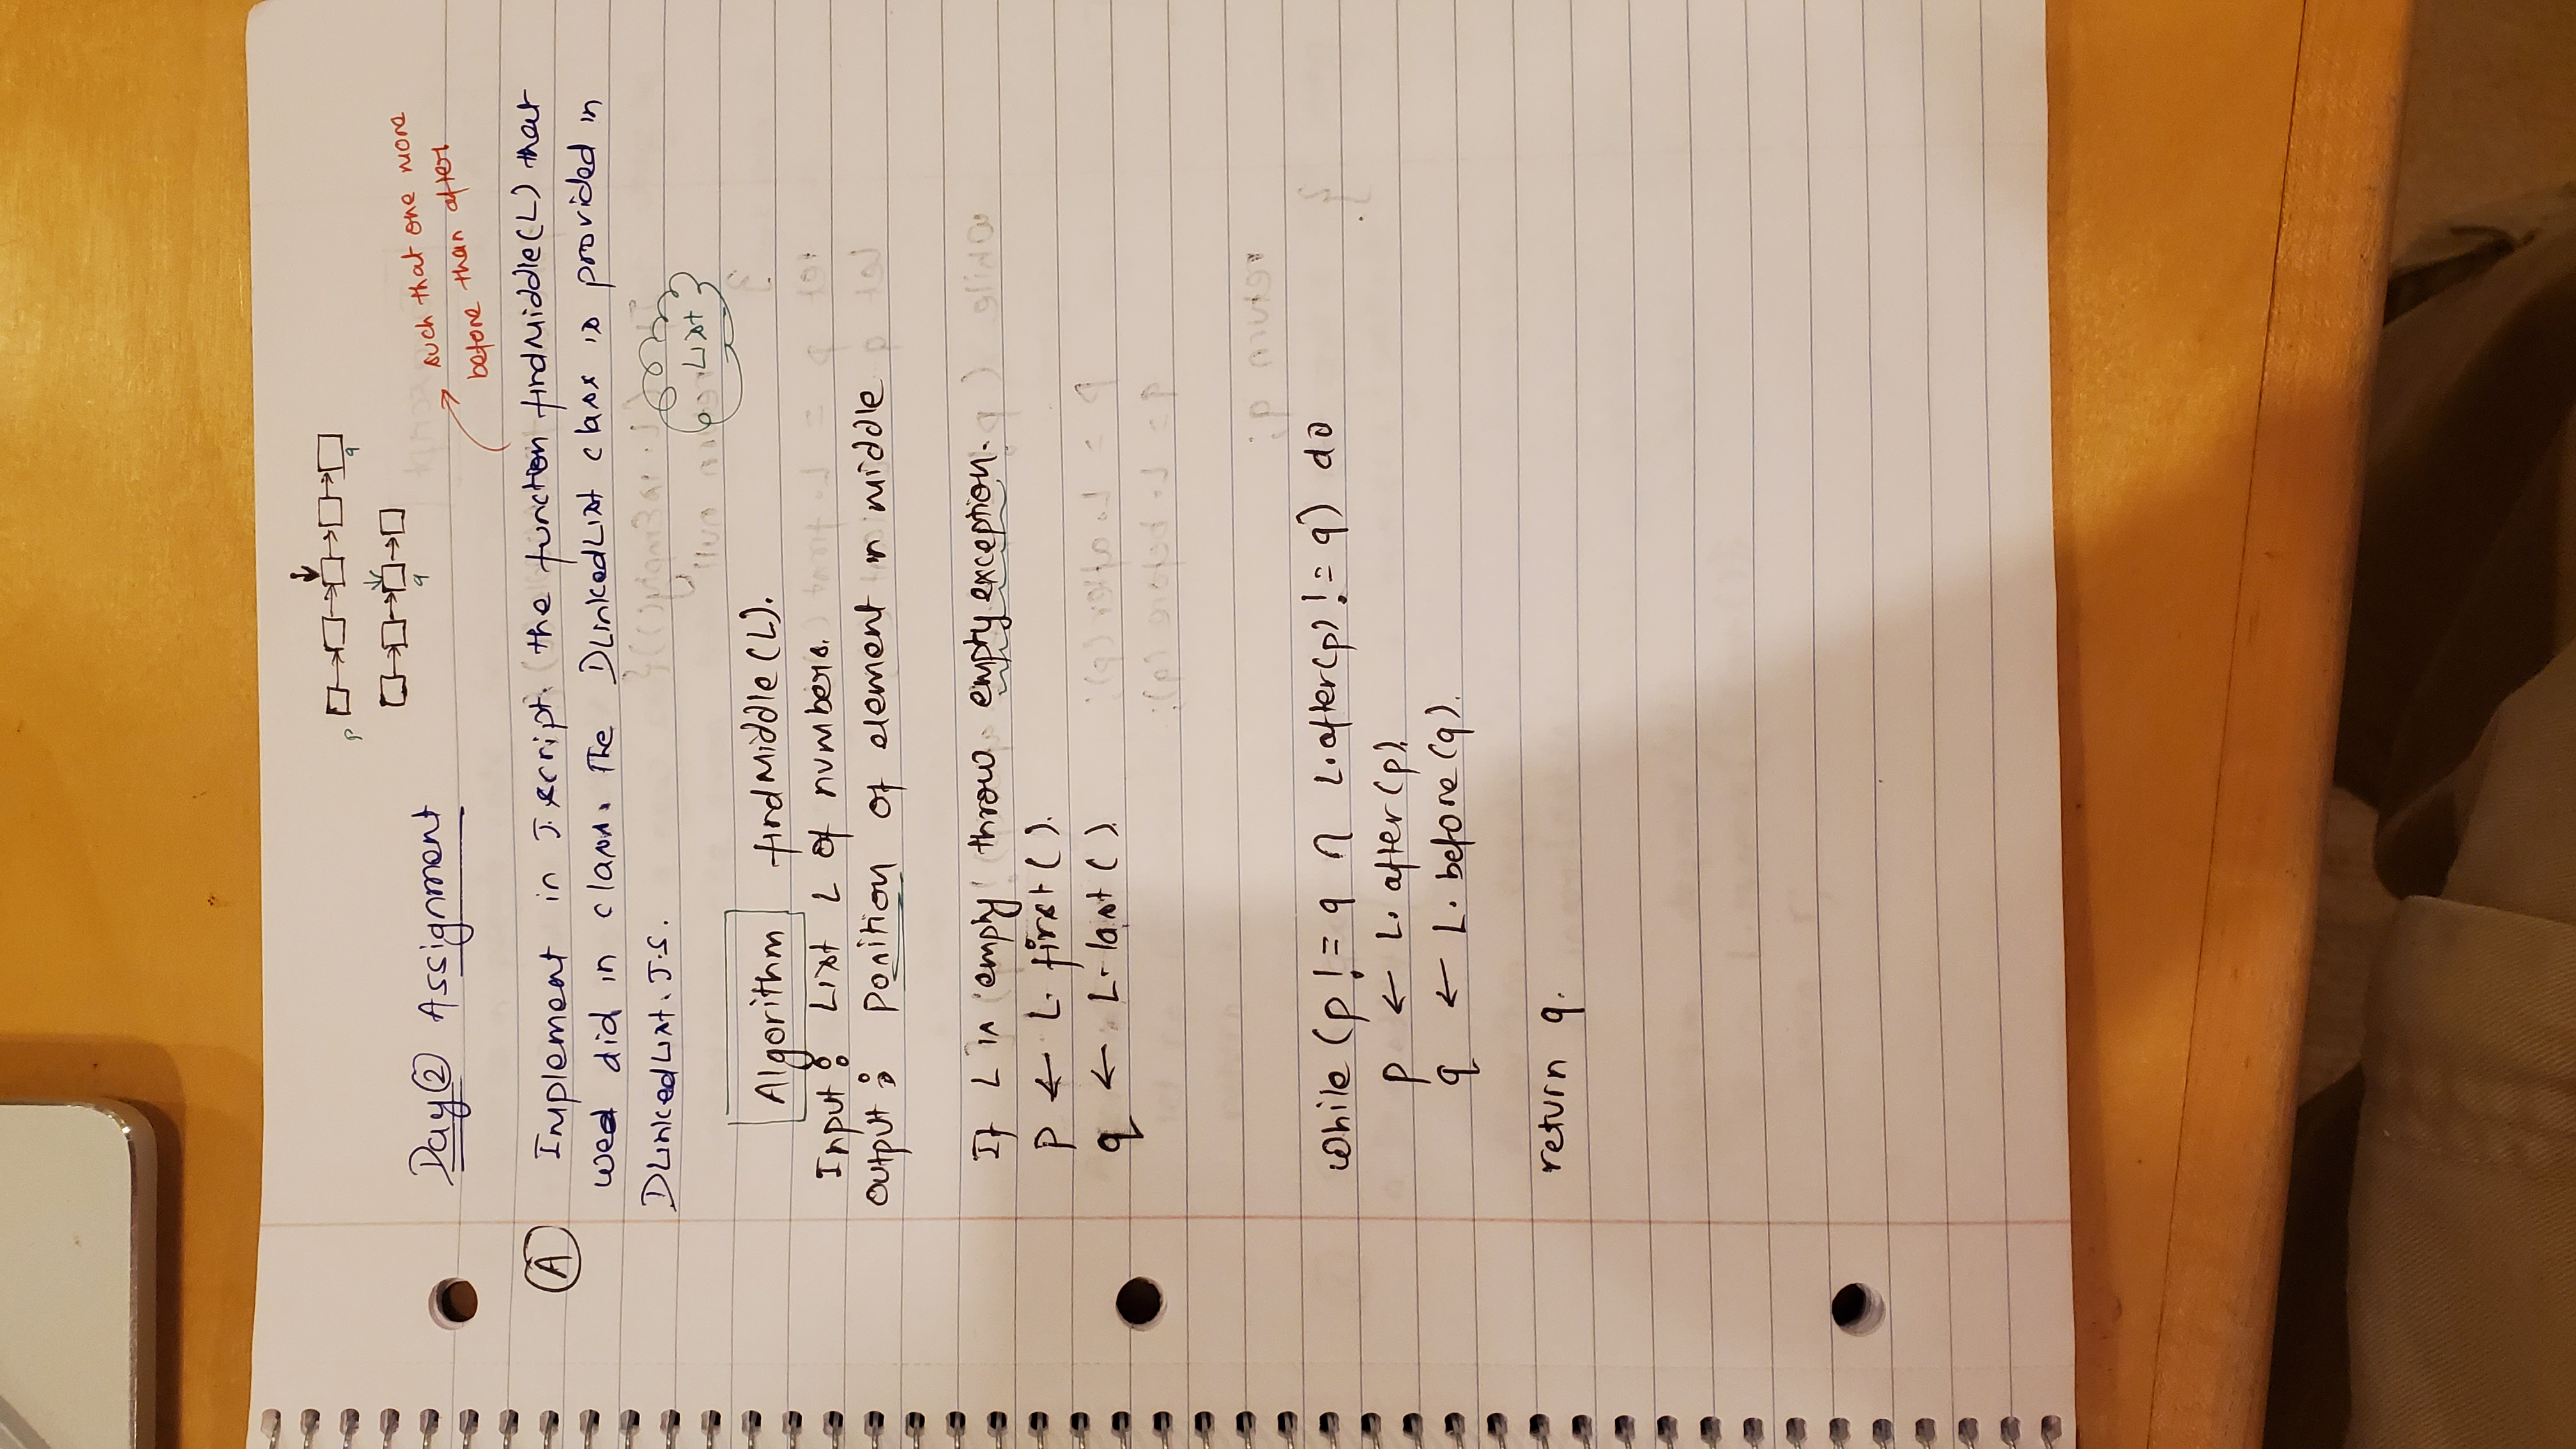 p
q
q
Day ② Assignment
such that one more
before than after
Ⓐ Implement in J.script. the function findMiddle(L) that
wed did in class. The DLinkedList class is provided in
DLinkedList.J.S.
List
Algorithm findMiddle(L).
Input: List L of numbers.
Output: Position of element in middle
If L is 'empty' throw empty exception.
p ← L. first( ).
q ← L. last( ).
while (p != q ∩ L.after(p) != q) do
p ← L. after(p).
q ← L. before(q).
return q.